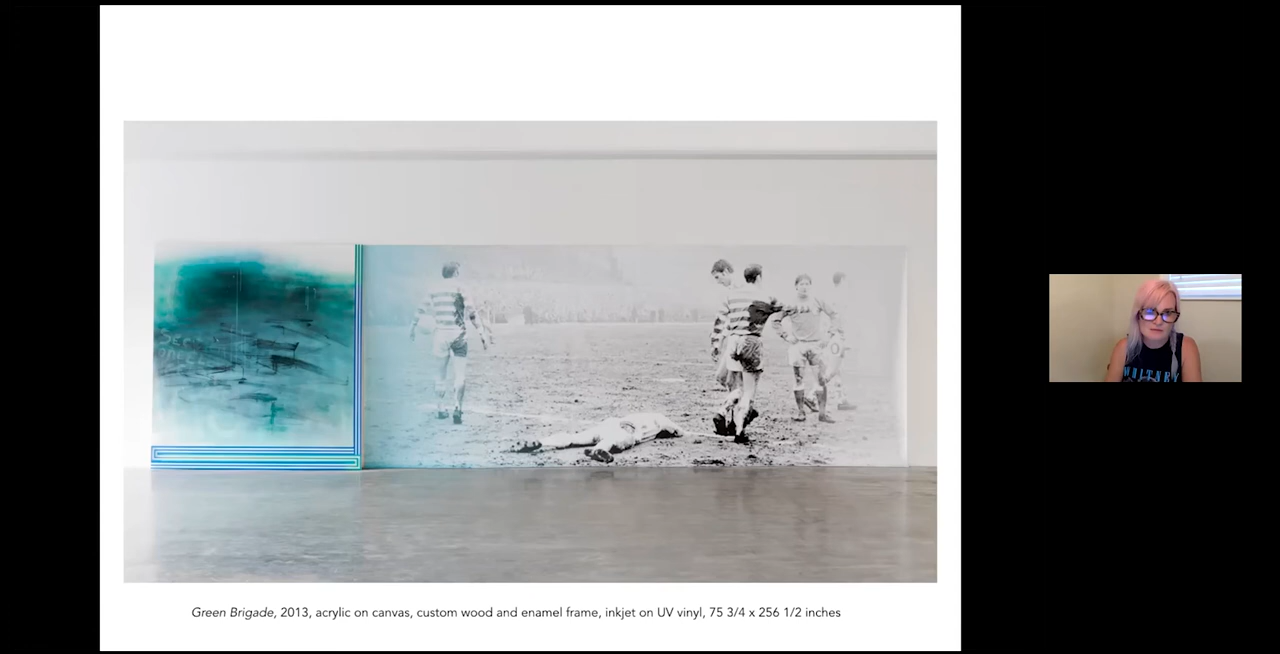 Green Brigade, 2013, acrylic on canvas, custom wood and enamel frame, inkjet on UV vinyl, 75 3/4 x 256 1/2 inches
WHITNEY